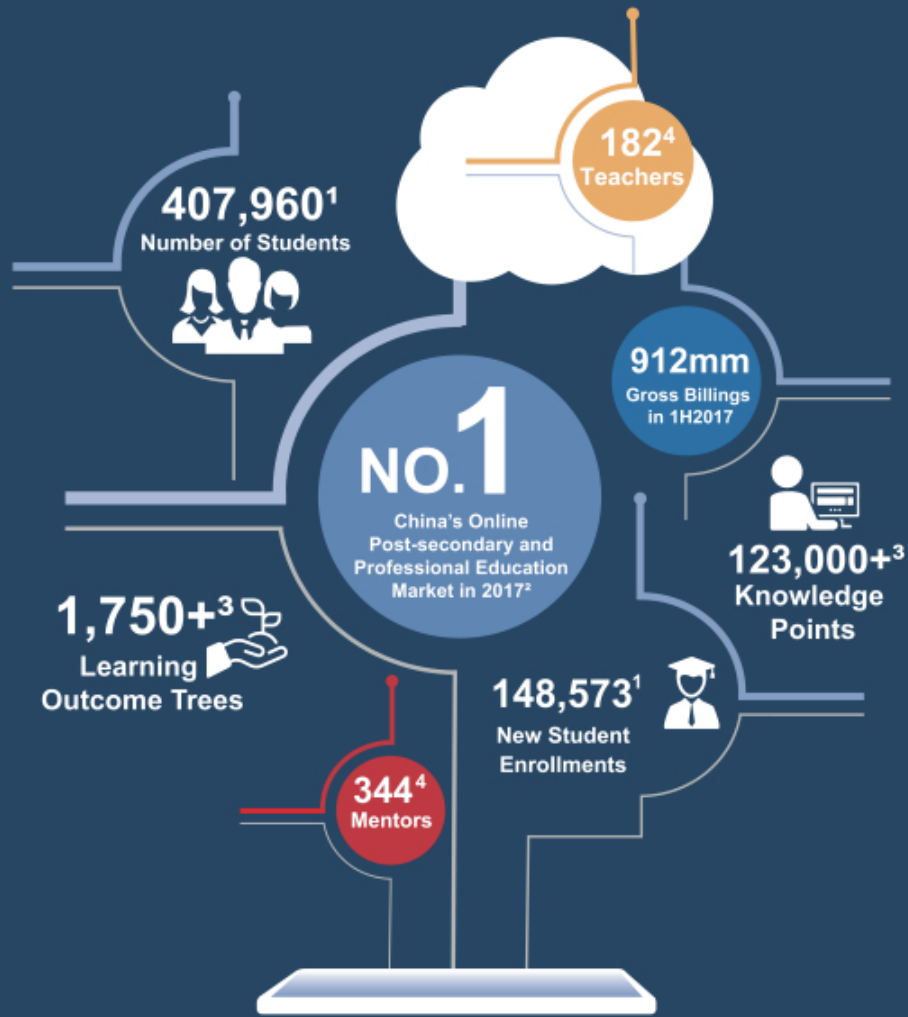 182⁴
Teachers
407,960¹
Number of Students
912mm
Gross Billings
in 1H2017
NO.1
China's Online
Post-secondary and
Professional Education
Market in 2017²
123,000+³
Knowledge
Points
1,750+³
Learning
Outcome Trees
148,573¹
New Student
Enrollments
344⁴
Mentors